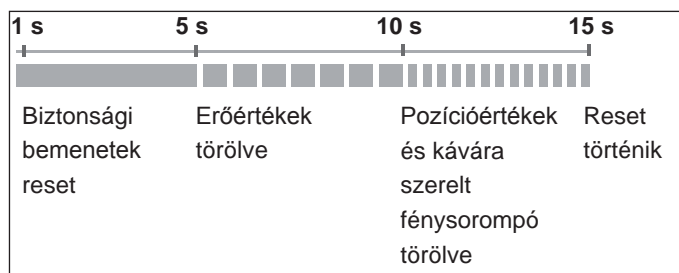 1 s 5 s 10 s 15 s
Biztonsági
bemenetek
reset
Erőértékek
törölve
Pozícióértékek
és kávára
szerelt
fénysorompó
törölve
Reset
történik